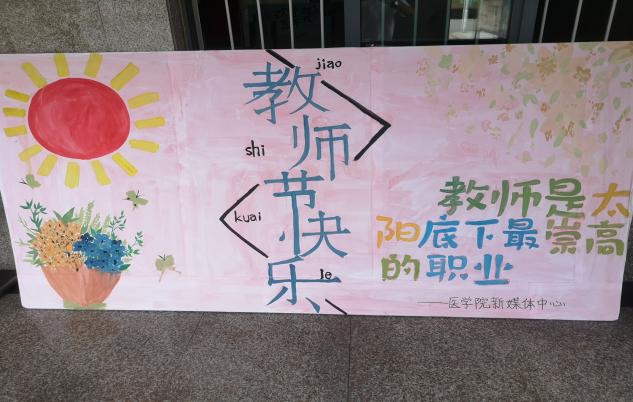 jiao
教
shi
师
节
kuai
快
乐
le
教师是太
阳底下最崇高
的职业
——医学院新媒体中心